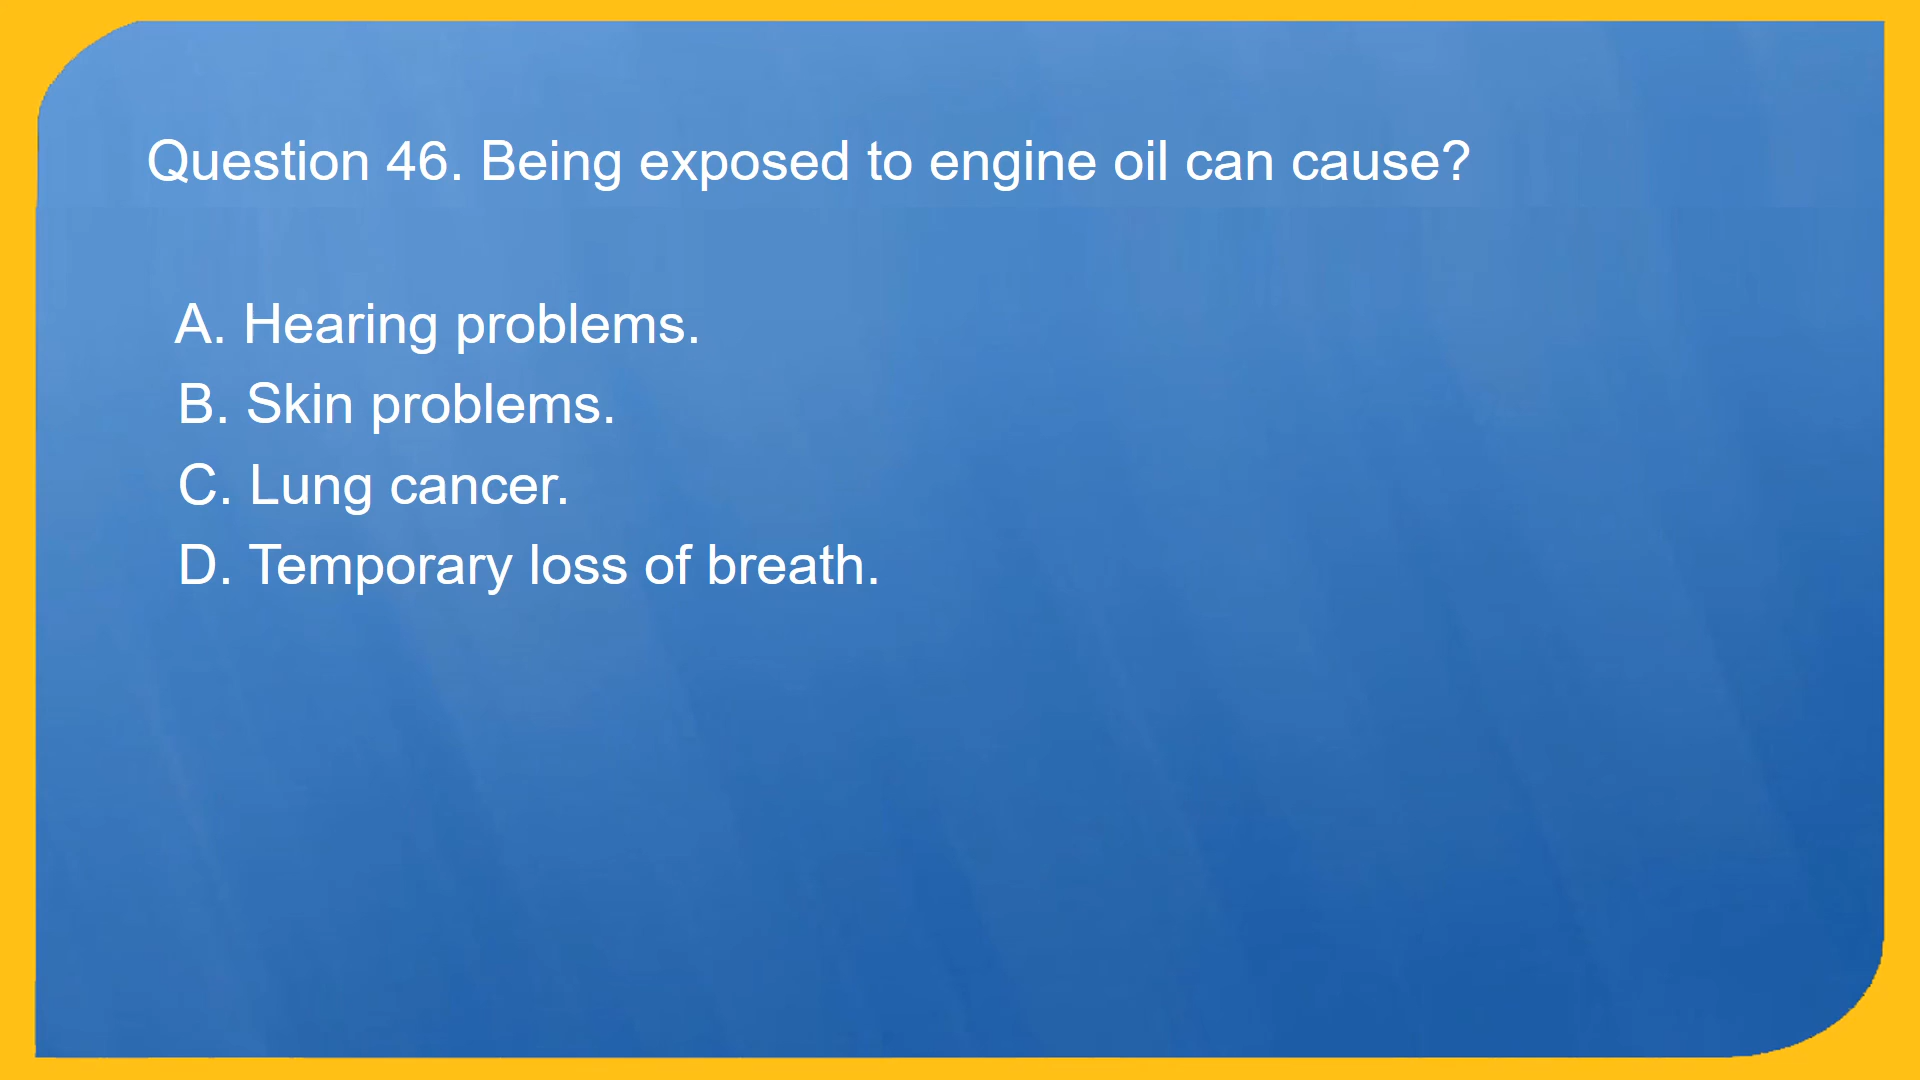 Question 46. Being exposed to engine oil can cause?
A. Hearing problems.
B. Skin problems.
C. Lung cancer.
D. Temporary loss of breath.